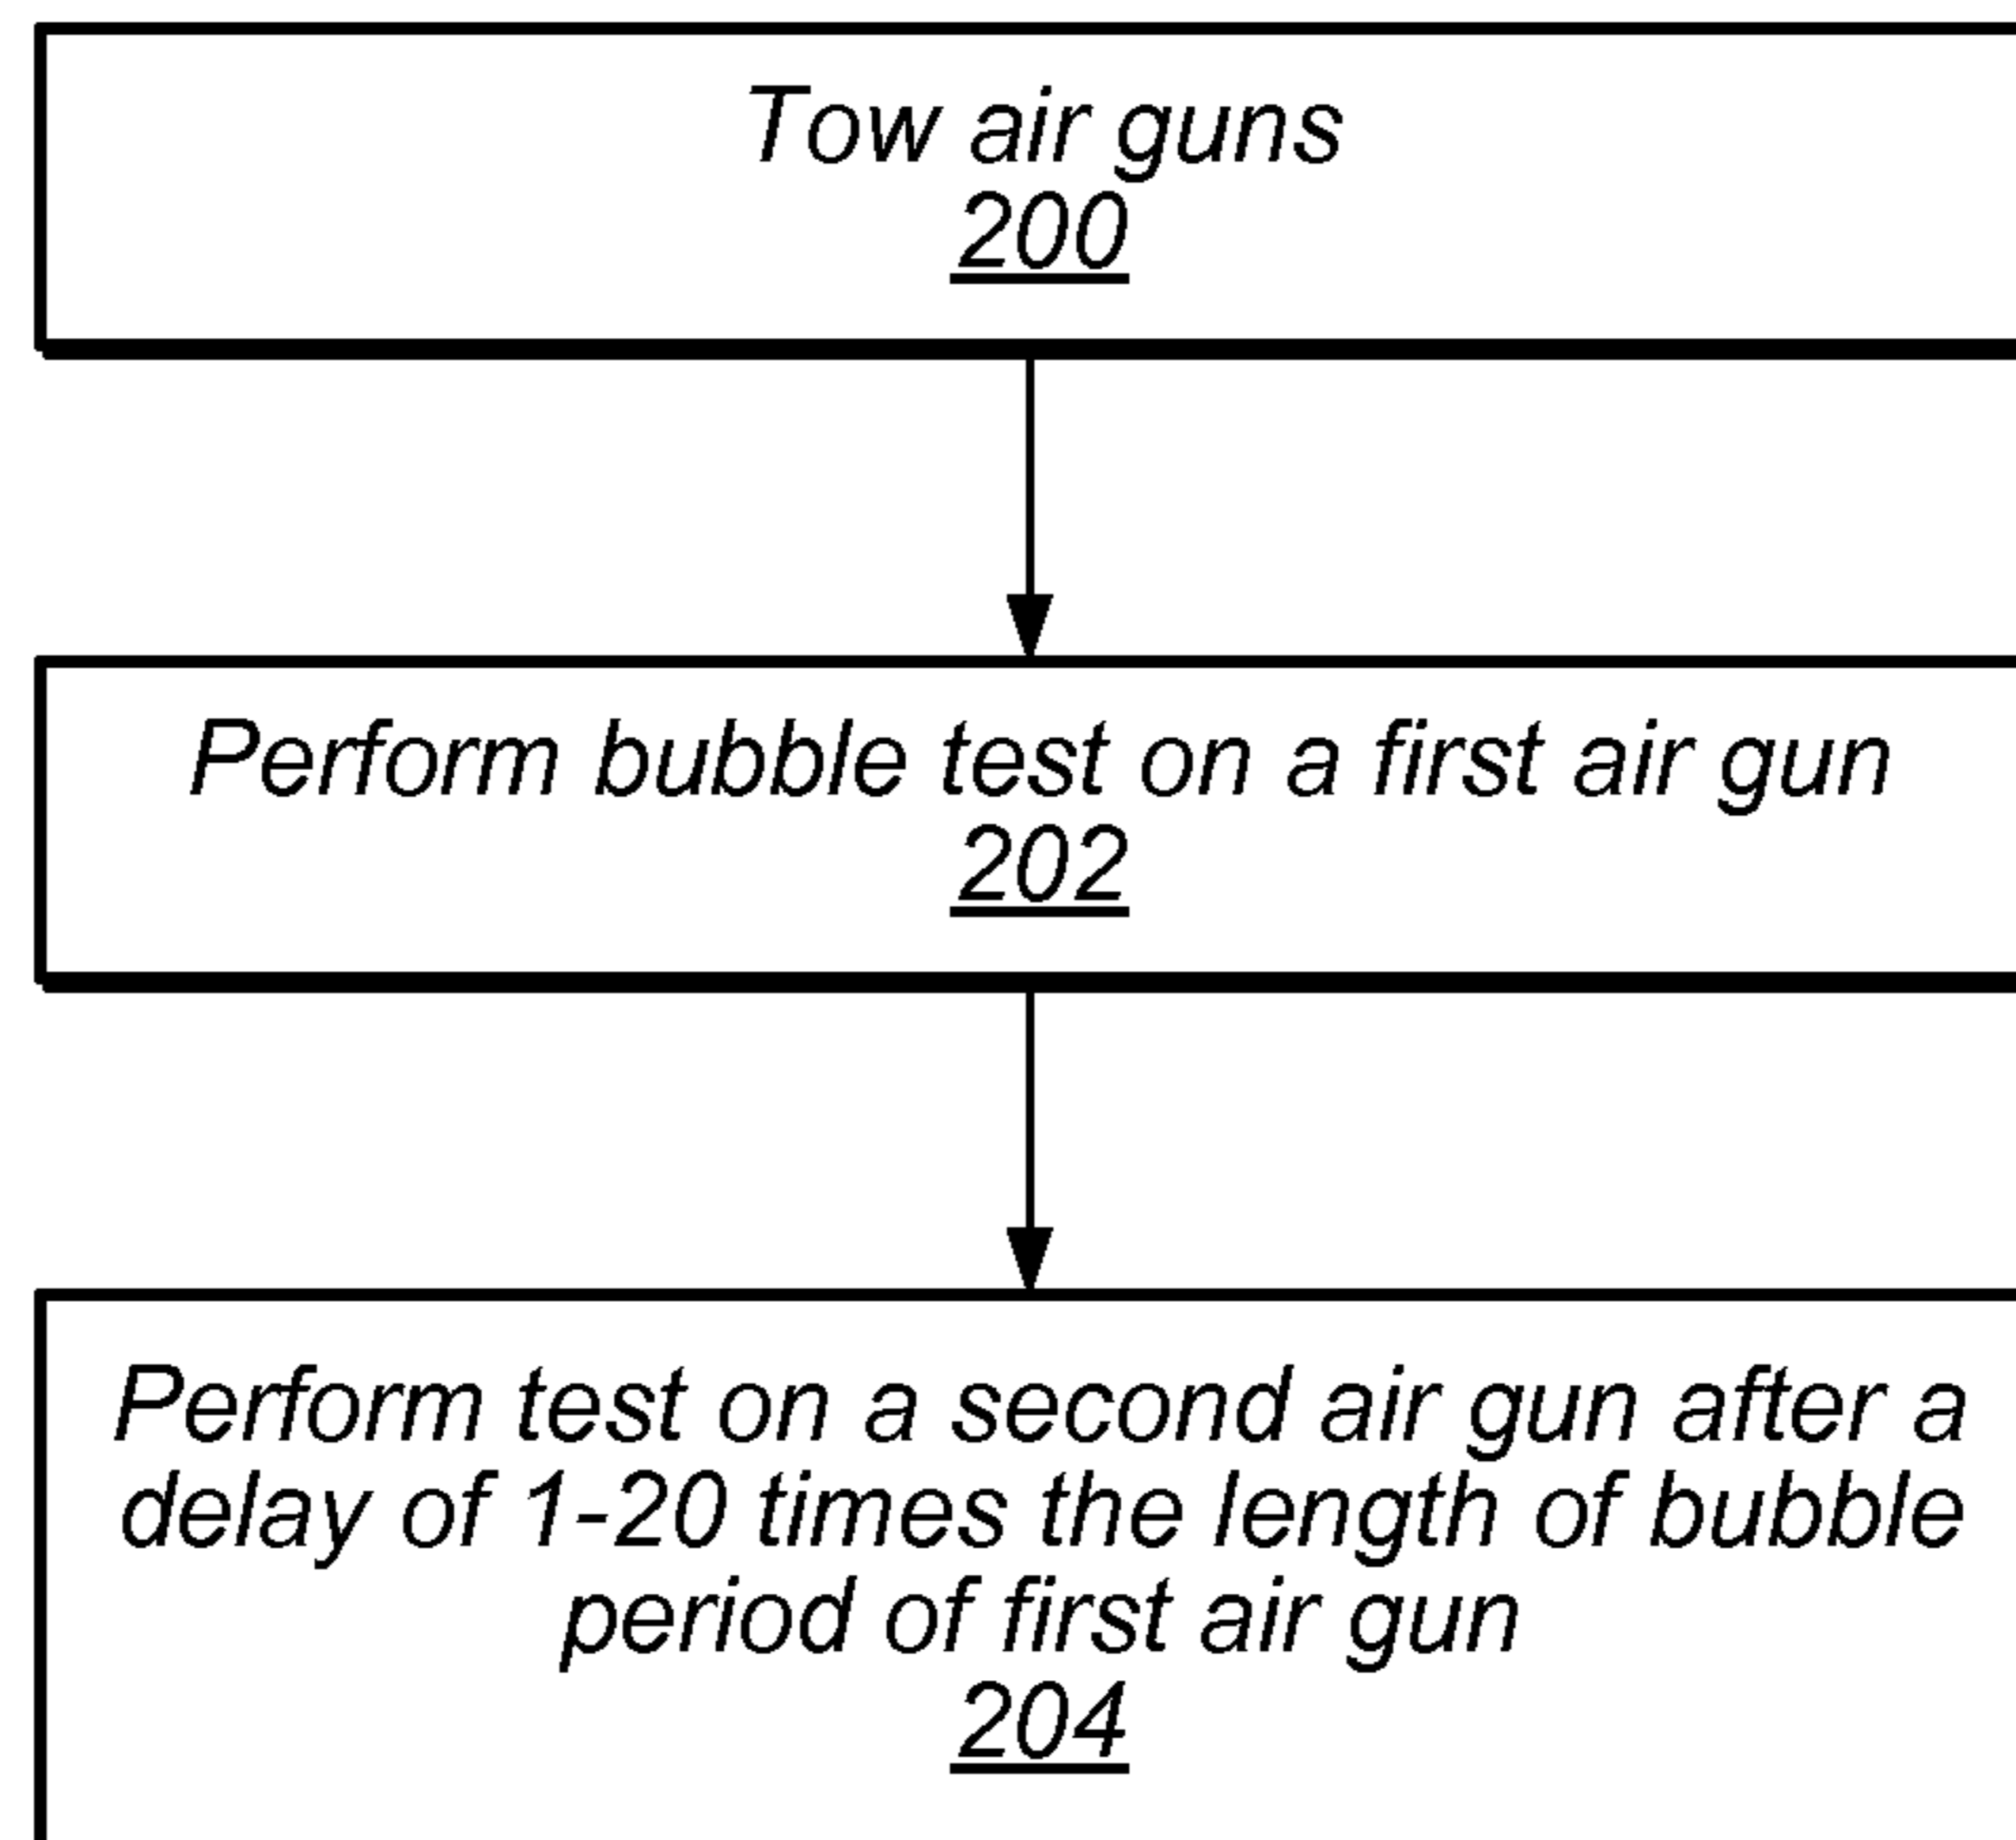 Tow air guns
200
Perform bubble test on a first air gun
202
Perform test on a second air gun after a
delay of 1-20 times the length of bubble
period of first air gun
204